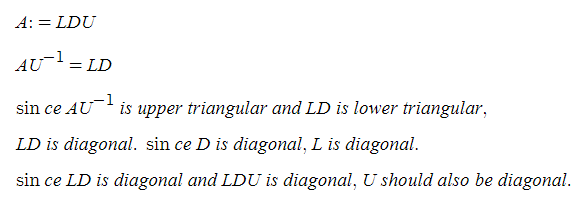 A: = LDU
AU⁻¹ = LD
sin ce AU⁻¹ is upper triangular and LD is lower triangular,
LD is diagonal. sin ce D is diagonal, L is diagonal.
sin ce LD is diagonal and LDU is diagonal, U should also be diagonal.